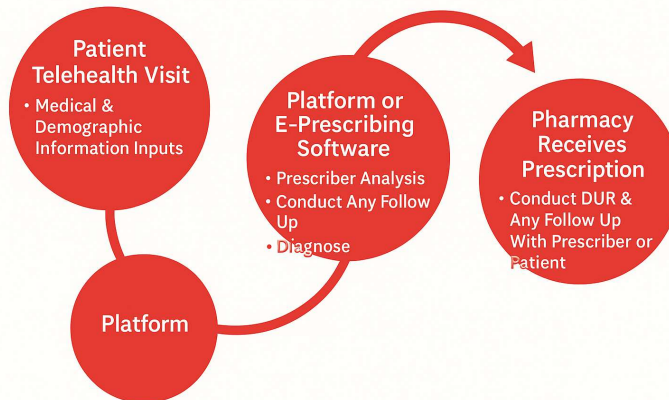 Patient
Telehealth Visit
• Medical &
Demographic
Information Inputs
Platform
Platform or
E-Prescribing
Software
• Prescriber Analysis
• Conduct Any Follow
Up
• Diagnose
Pharmacy
Receives
Prescription
• Conduct DUR &
Any Follow Up
With Prescriber or
Patient